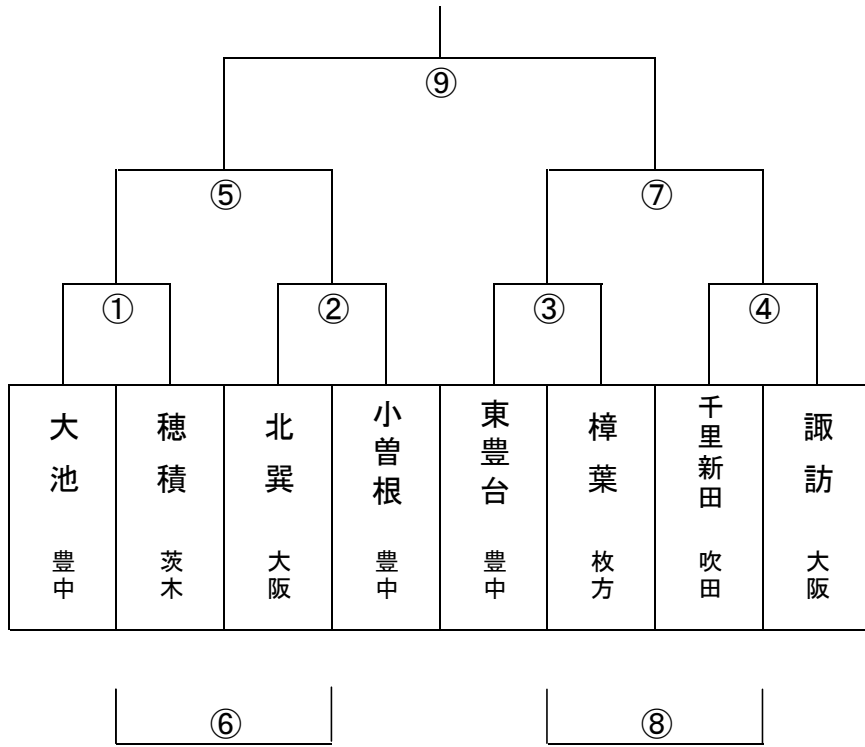 ⑨
⑤
⑦
①
②
③
④
大池
穂積
北巽
小曽根
東豊台
樟葉
千里新田
諏訪
豊中
茨木
大阪
豊中
豊中
枚方
吹田
大阪
⑥
⑧